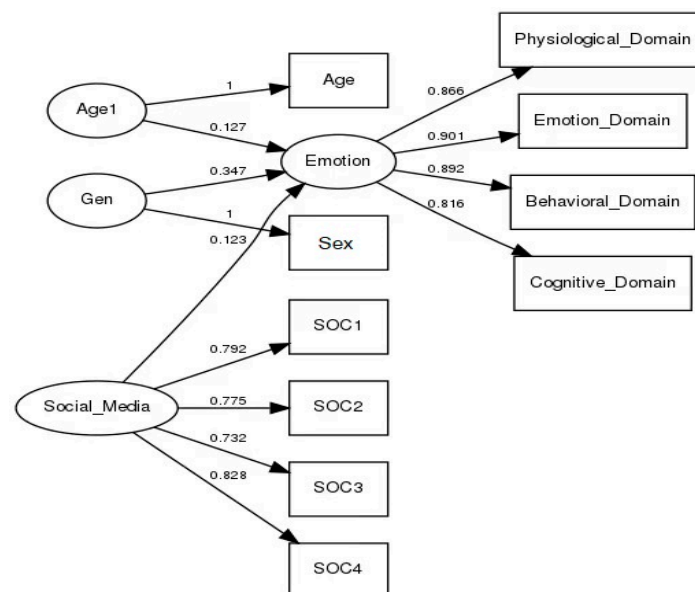 Physiological_Domain
1
Age
0.866
Age1
0.127
0.901
Emotion_Domain
Emotion
0.347
0.892
Gen
1
0.816
Behavioral_Domain
0.123
Sex
Cognitive_Domain
SOC1
0.792
Social_Media
0.775
SOC2
0.732
0.828
SOC3
SOC4